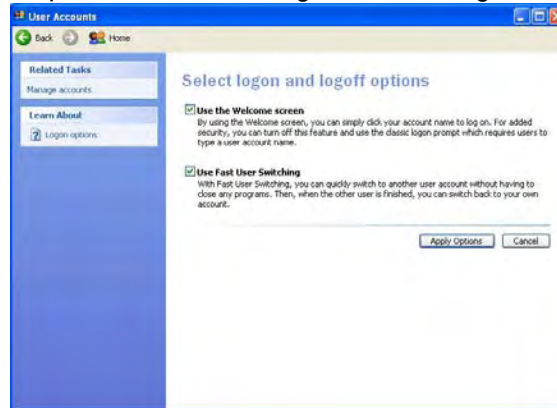 User Accounts
Back Home
Related Tasks
Manage accounts
Learn About
Logon options
Select logon and logoff options
Use the Welcome screen
By using the Welcome screen, you can simply click your account name to log on. For added
security, you can turn off this feature and use the classic logon prompt which requires users to
type a user account name.
Use Fast User Switching
With Fast User Switching, you can quickly switch to another user account without having to
close any programs. Then, when the other user is finished, you can switch back to your own
account.
Apply Options Cancel